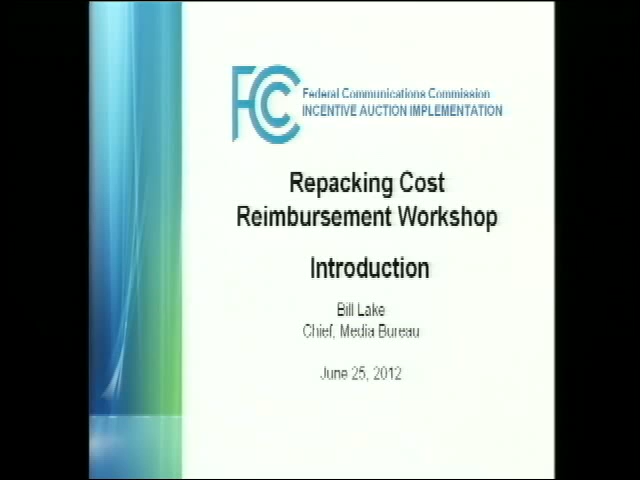 FCC
Federal Communications Commission
INCENTIVE AUCTION IMPLEMENTATION
Repacking Cost
Reimbursement Workshop
Introduction
Bill Lake
Chief, Media Bureau
June 25, 2012